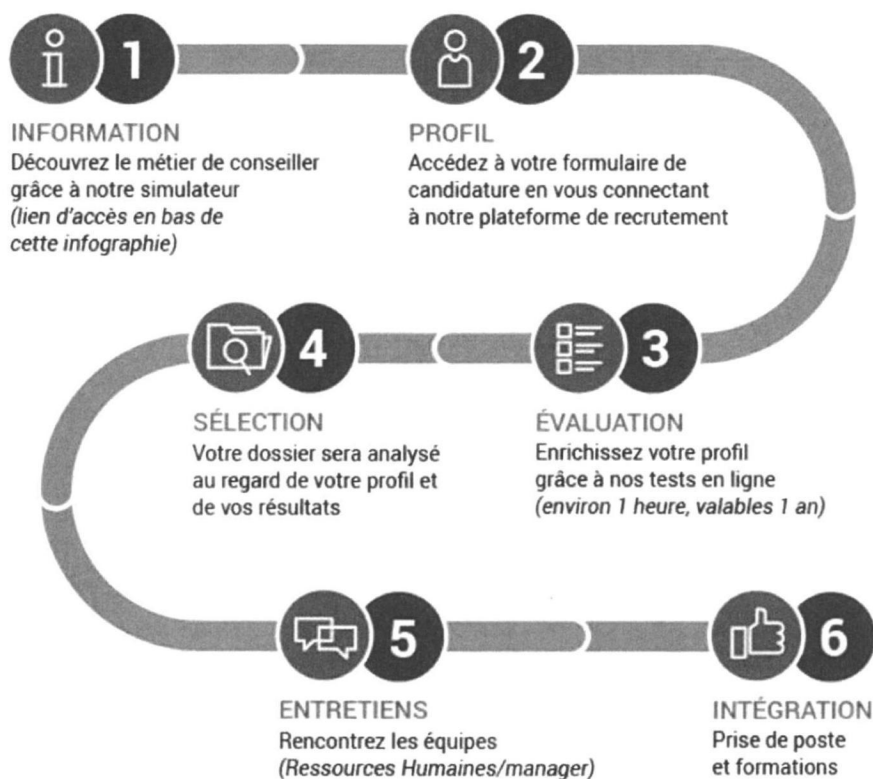 1
INFORMATION
Découvrez le métier de conseiller
grâce à notre simulateur
(lien d'accès en bas de
cette infographie)
2
PROFIL
Accédez à votre formulaire de
candidature en vous connectant
à notre plateforme de recrutement
3
ÉVALUATION
Enrichissez votre profil
grâce à nos tests en ligne
(environ 1 heure, valables 1 an)
4
SÉLECTION
Votre dossier sera analysé
au regard de votre profil et
de vos résultats
5
ENTRETIENS
Rencontrez les équipes
(Ressources Humaines/manager)
6
INTÉGRATION
Prise de poste
et formations